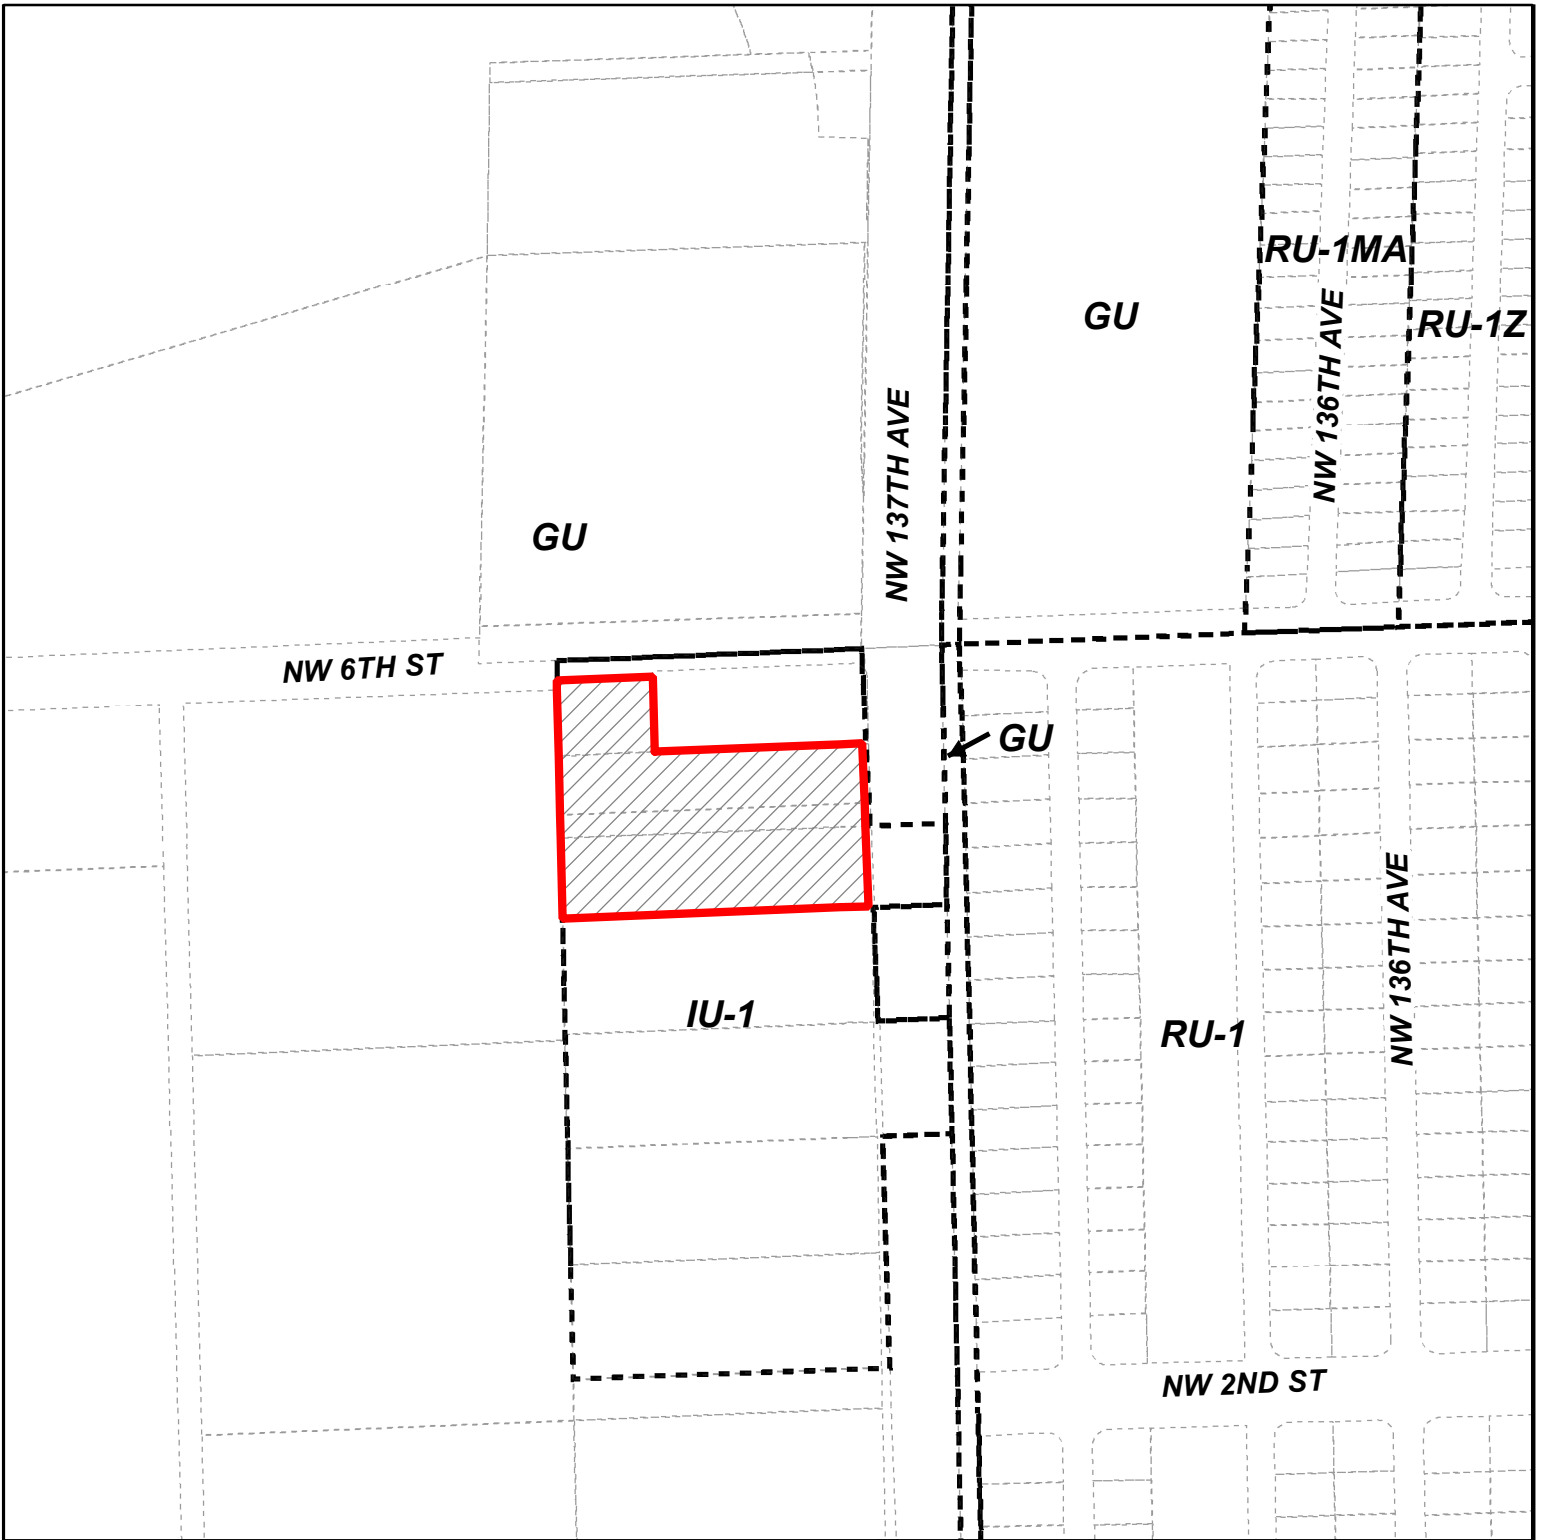 RU-1MA
GU
RU-1Z
NW 136TH AVE
NW 137TH AVE
GU
NW 6TH ST
GU
NW 136TH AVE
IU-1
RU-1
NW 2ND ST